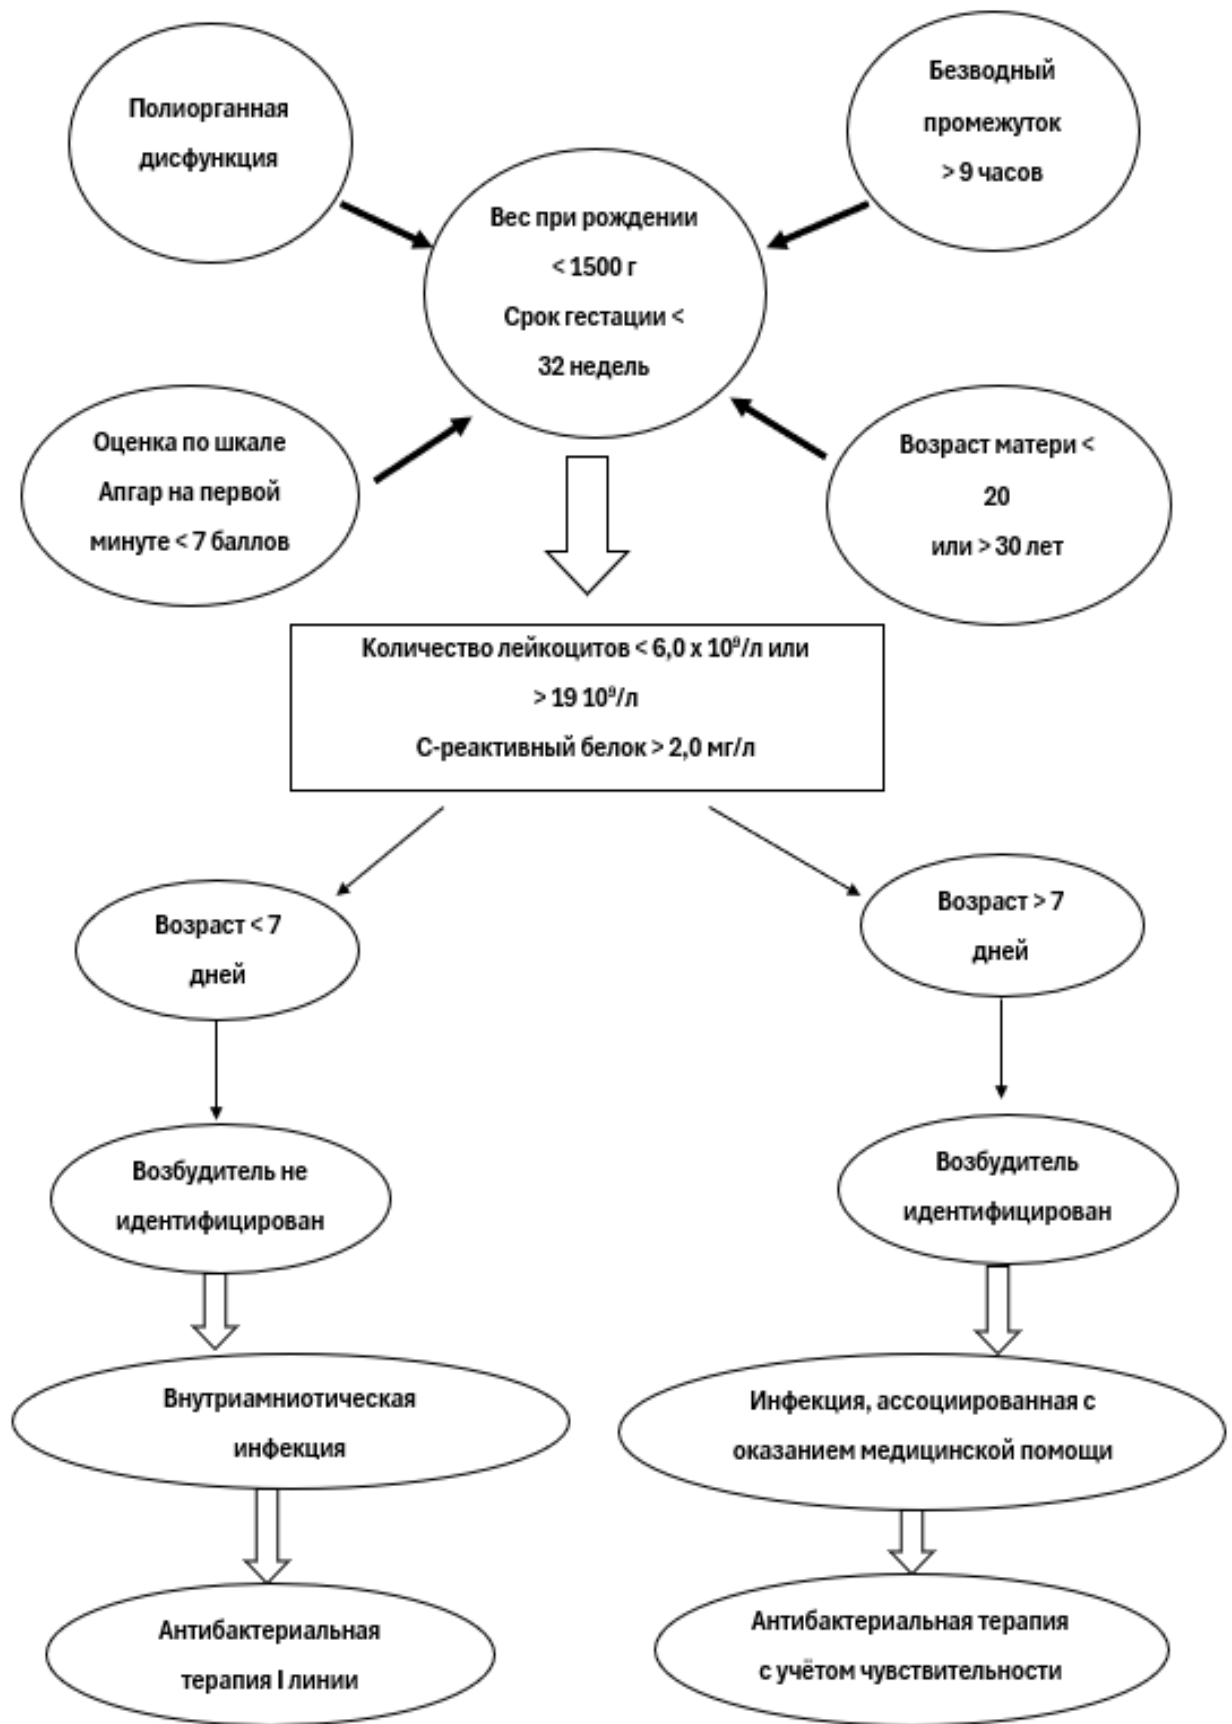 Полиорганная
дисфункция
Безводный
промежуток
> 9 часов
Вес при рождении
< 1500 г
Срок гестации <
32 недель
Оценка по шкале
Апгар на первой
минуте < 7 баллов
Возраст матери <
20
или > 30 лет
Количество лейкоцитов < 6,0 х 10⁹/л или
> 19 10⁹/л
С-реактивный белок > 2,0 мг/л
Возраст < 7
дней
Возраст > 7
дней
Возбудитель не
идентифицирован
Возбудитель
идентифицирован
Внутриамниотическая
инфекция
Инфекция, ассоциированная с
оказанием медицинской помощи
Антибактериальная
терапия I линии
Антибактериальная терапия
с учётом чувствительности